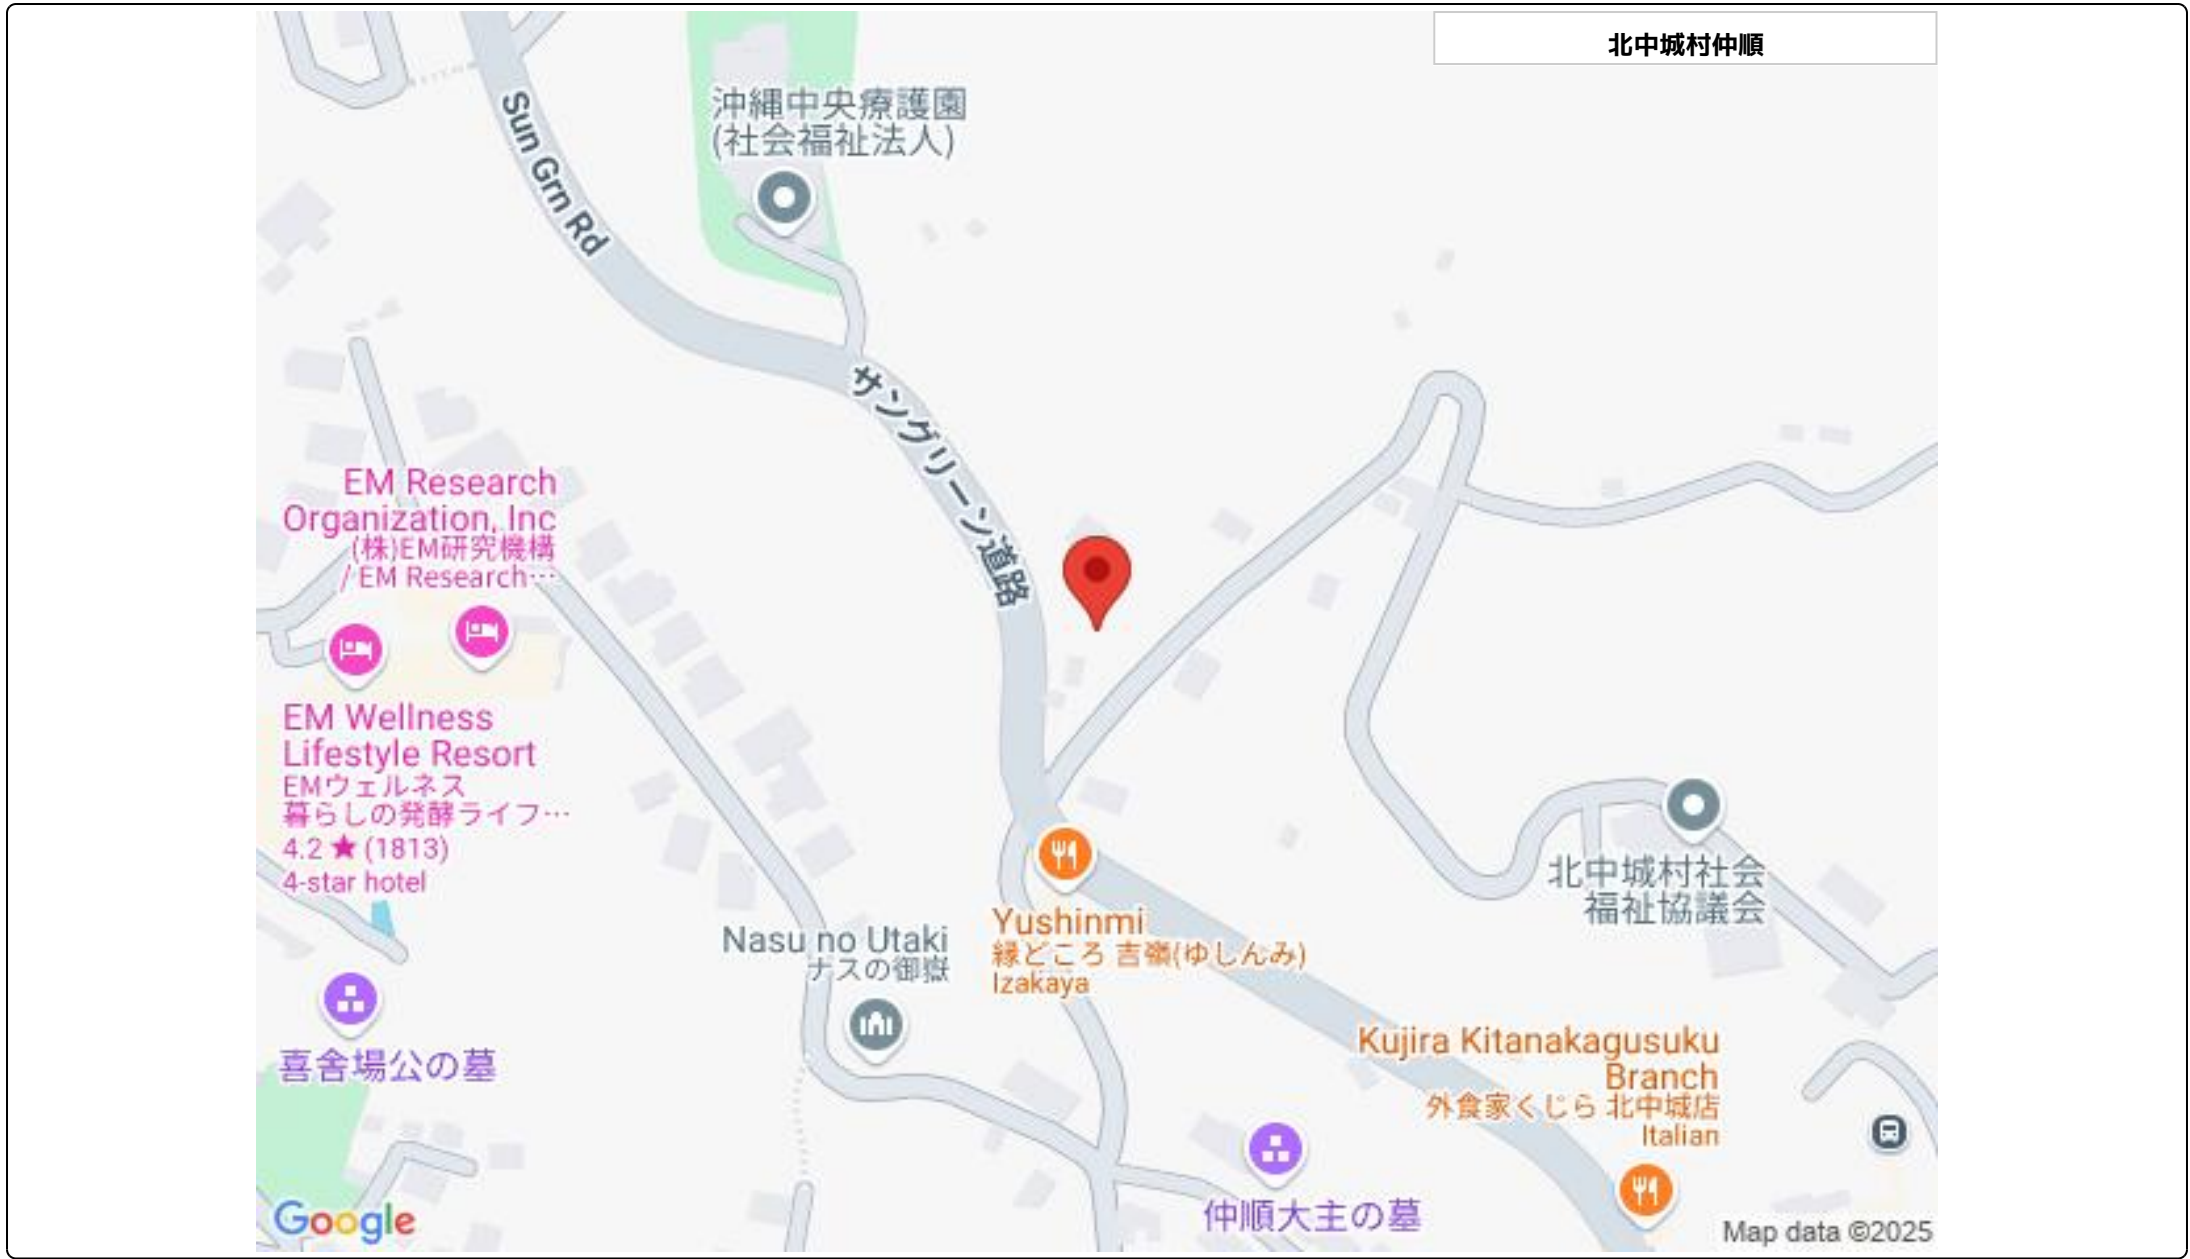 北中城村仲順
沖縄中央療護園
(社会福祉法人)
Sun Grn Rd
サングリーン道路
EM Research
Organization, Inc
(株)EM研究機構
/ EM Research…
EM Wellness
Lifestyle Resort
EMウェルネス
暮らしの発酵ライフ…
4.2 ★ (1813)
4-star hotel
北中城村社会
福祉協議会
Nasu no Utaki
ナスの御嶽
Yushinmi
縁どころ 吉嶺(ゆしんみ)
Izakaya
Kujira Kitanakagusuku
Branch
外食家くじら 北中城店
Italian
喜舎場公の墓
仲順大主の墓
Google
Map data ©2025